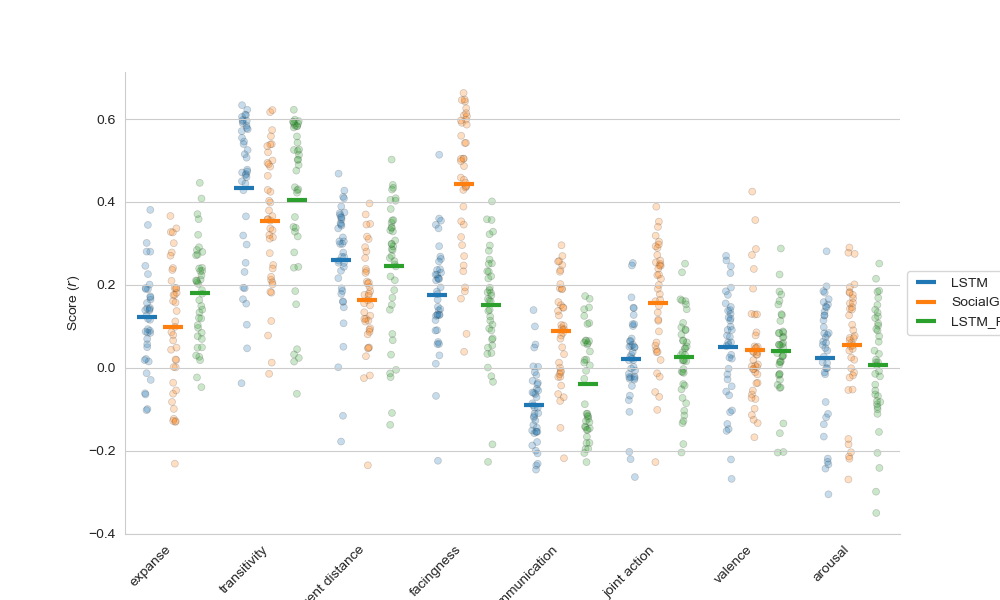 0.6
0.4
0.2
0.0
−0.2
−0.4
Score (r)
expanse
transitivity
distance
facingness
joint action
valence
arousal
LSTM